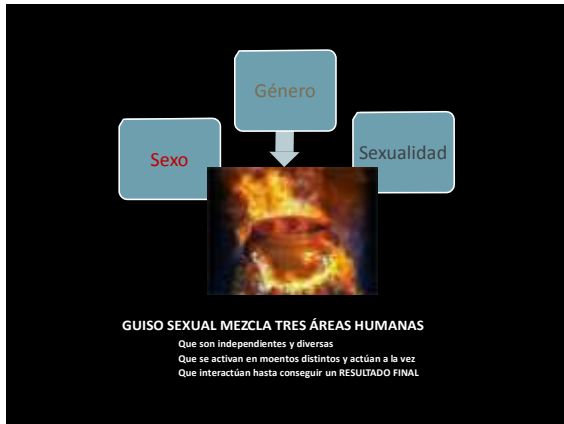 Género
Sexo
Sexualidad
GUISO SEXUAL MEZCLA TRES ÁREAS HUMANAS
Que son independientes y diversas
Que se activan en moentos distintos y actúan a la vez
Que interactúan hasta conseguir un RESULTADO FINAL